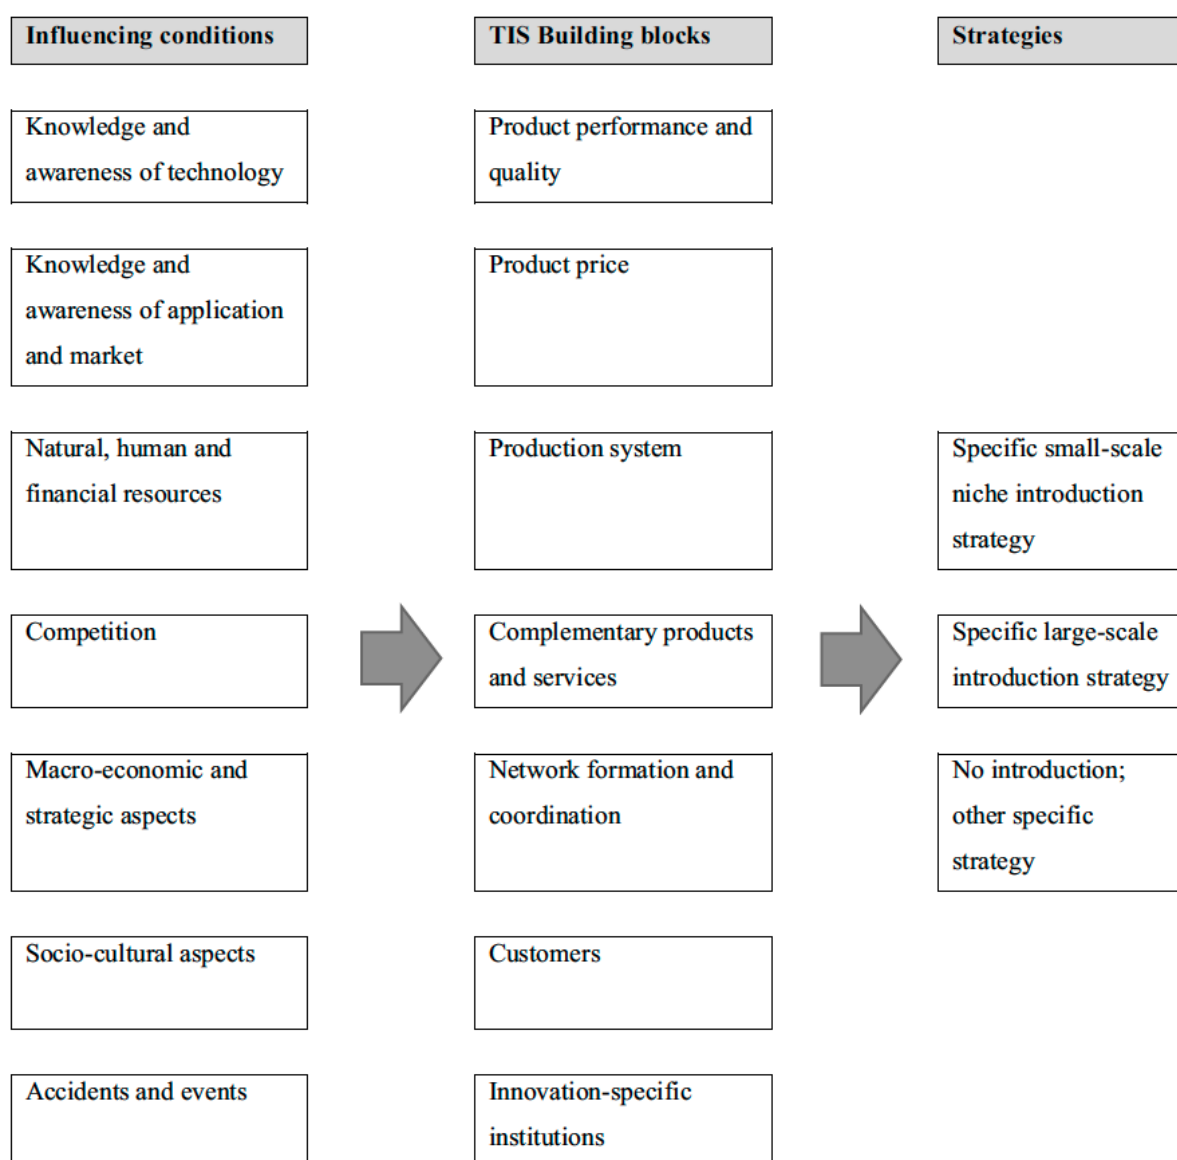 Influencing conditions
TIS Building blocks
Strategies
Knowledge and
awareness of technology
Product performance and
quality
Knowledge and
awareness of application
and market
Product price
Natural, human and
financial resources
Production system
Specific small-scale
niche introduction
strategy
Competition
Complementary products
and services
Specific large-scale
introduction strategy
Macro-economic and
strategic aspects
Network formation and
coordination
No introduction;
other specific
strategy
Socio-cultural aspects
Customers
Accidents and events
Innovation-specific
institutions